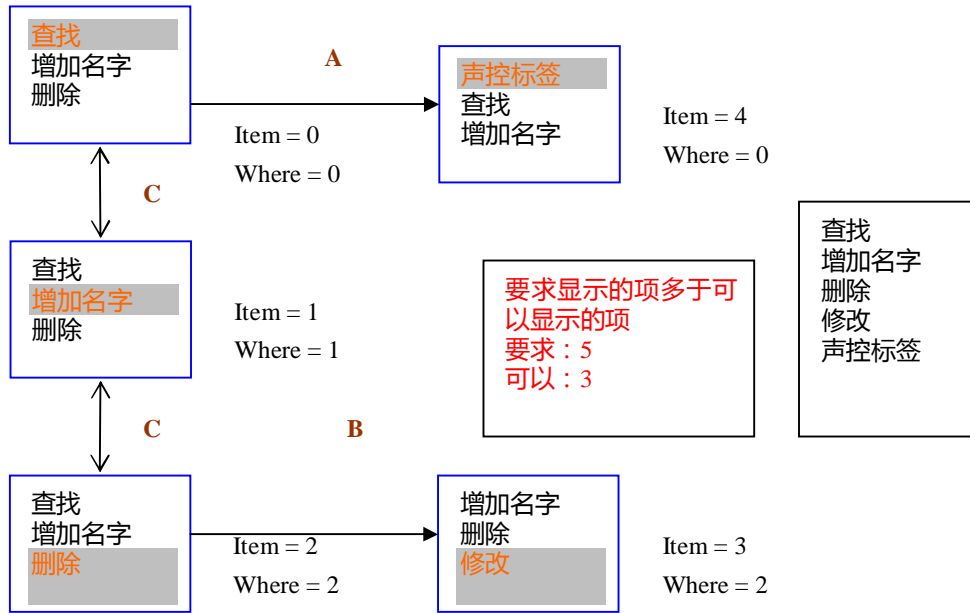 查找
增加名字
删除
A
Item = 0
Where = 0
声控标签
查找
增加名字
Item = 4
Where = 0
C
查找
增加名字
删除
Item = 1
Where = 1
要求显示的项多于可
以显示的项
要求：5
可以：3
查找
增加名字
删除
修改
声控标签
C
B
查找
增加名字
删除
Item = 2
Where = 2
增加名字
删除
修改
Item = 3
Where = 2